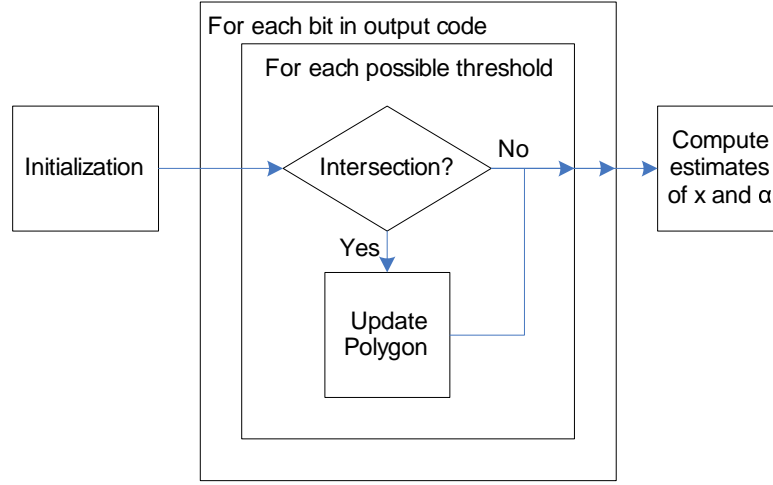 For each bit in output code
For each possible threshold
Initialization
Intersection?
No
Yes
Update
Polygon
Compute
estimates
of x and α